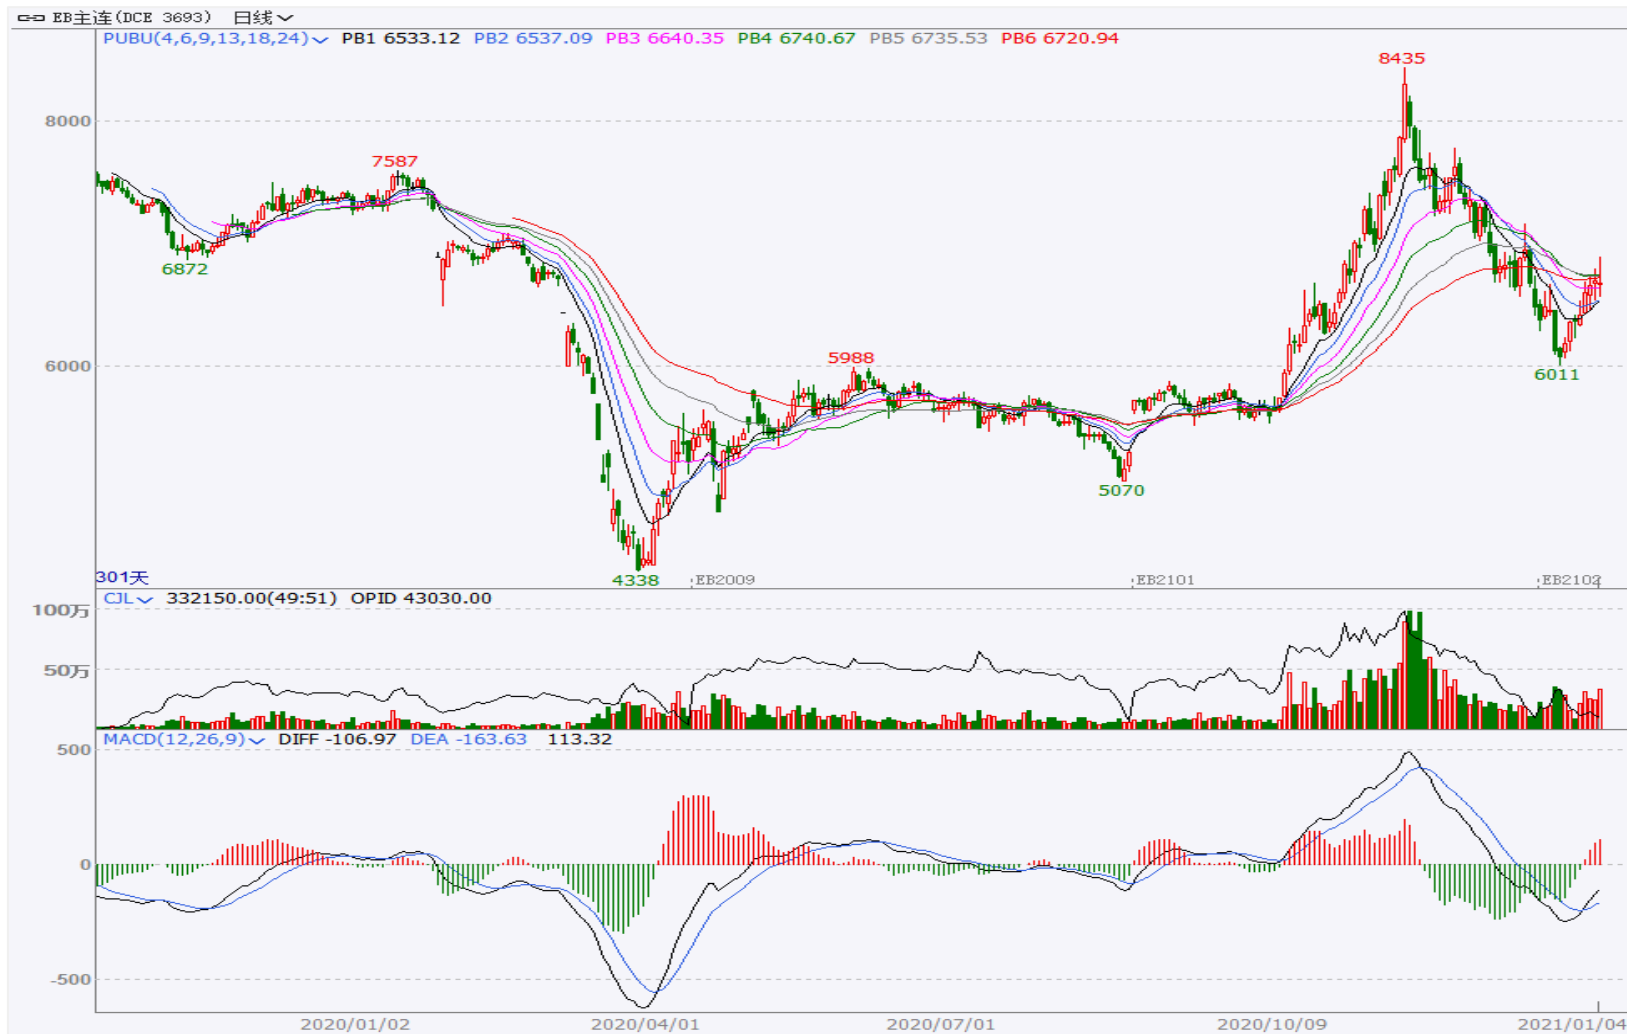 EB主连(DCE 3693) 日线
PUBU(4,6,9,13,18,24) PB1 6533.12 PB2 6537.09 PB3 6640.35 PB4 6740.67 PB5 6735.53 PB6 6720.94
8435
8000
7587
6872
6000
5988
6011
5070
4338
301天
EB2009
EB2101
EB2102
CJL 332150.00(49:51) OPID 43030.00
100万
50万
MACD(12,26,9) DIFF -106.97 DEA -163.63 113.32
500
0
-500
2020/01/02 2020/04/01 2020/07/01 2020/10/09 2021/01/04